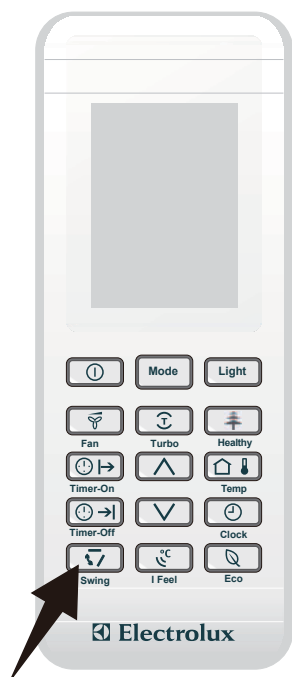 Mode Light
Fan Turbo Healthy
Timer-On Temp
Timer-Off Clock
°C
Swing I Feel Eco
Electrolux